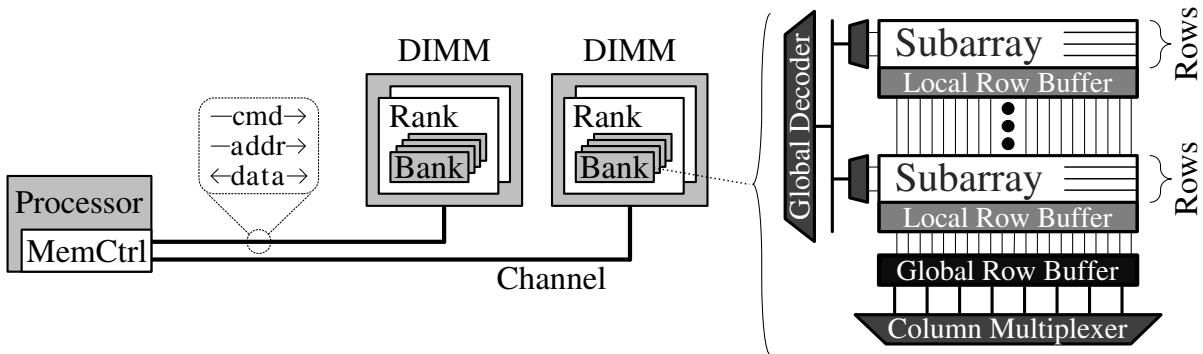 DIMM
DIMM
Rank
Bank
Rank
Bank
cmd
addr
data
Processor
MemCtrl
Channel
Global Decoder
Subarray
Rows
Local Row Buffer
Subarray
Rows
Local Row Buffer
Global Row Buffer
Column Multiplexer